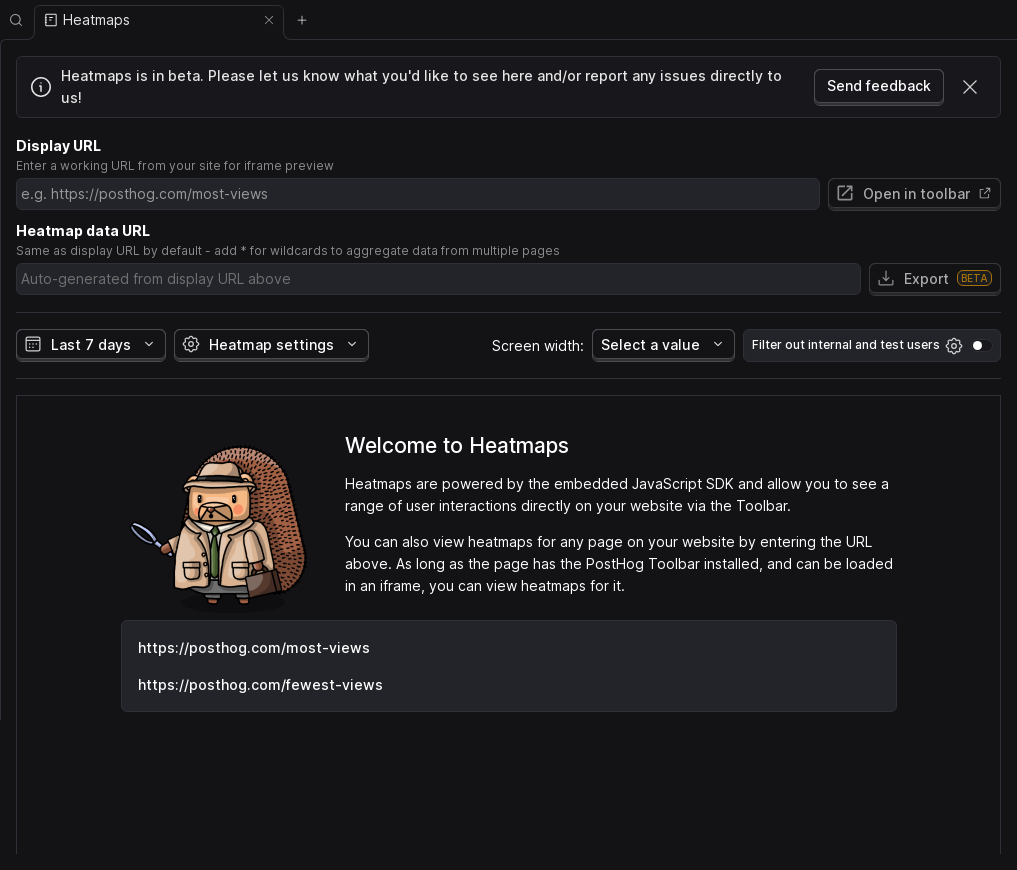 Heatmaps
Heatmaps is in beta. Please let us know what you'd like to see here and/or report any issues directly to
us!
Send feedback
Display URL
Enter a working URL from your site for iframe preview
e.g. https://posthog.com/most-views
Open in toolbar
Heatmap data URL
Same as display URL by default - add * for wildcards to aggregate data from multiple pages
Auto-generated from display URL above
Export BETA
Last 7 days
Heatmap settings
Screen width:
Select a value
Filter out internal and test users
Welcome to Heatmaps
Heatmaps are powered by the embedded JavaScript SDK and allow you to see a
range of user interactions directly on your website via the Toolbar.
You can also view heatmaps for any page on your website by entering the URL
above. As long as the page has the PostHog Toolbar installed, and can be loaded
in an iframe, you can view heatmaps for it.
https://posthog.com/most-views
https://posthog.com/fewest-views